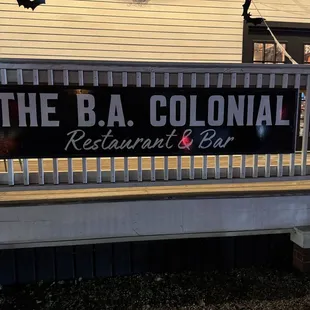 THE B.A. COLONIAL
Restaurant & Bar